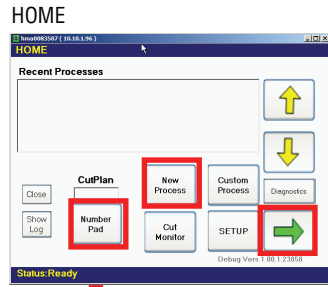 HOME
hma0083507 ( 10.10.1.96 )
HOME
Recent Processes
CutPlan
New
Process
Custom
Process
Diagnostics
Close
Show
Log
Number
Pad
Cut
Monitor
SETUP
Debug Vers 1.00.1.23050
Status:Ready